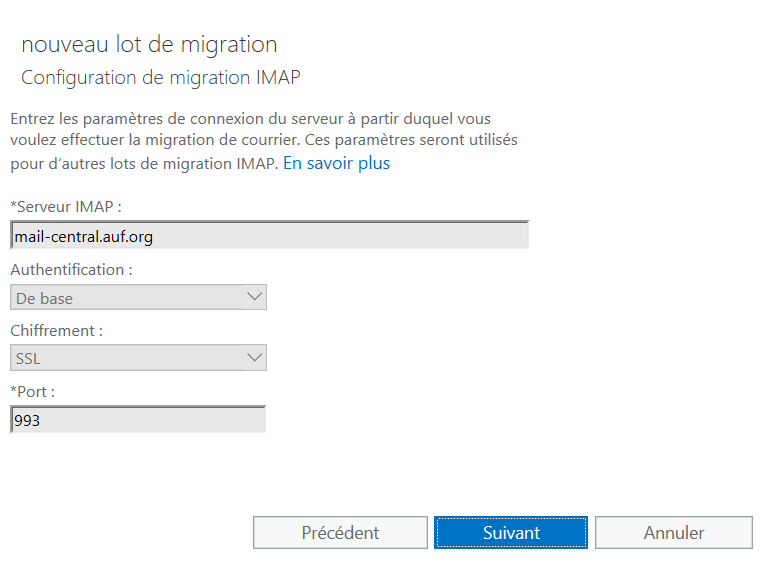 nouveau lot de migration
Configuration de migration IMAP
Entrez les paramètres de connexion du serveur à partir duquel vous
voulez effectuer la migration de courrier. Ces paramètres seront utilisés
pour d'autres lots de migration IMAP. En savoir plus
*Serveur IMAP :
mail-central.auf.org
Authentification :
De base
Chiffrement :
SSL
*Port :
993
Précédent Suivant Annuler